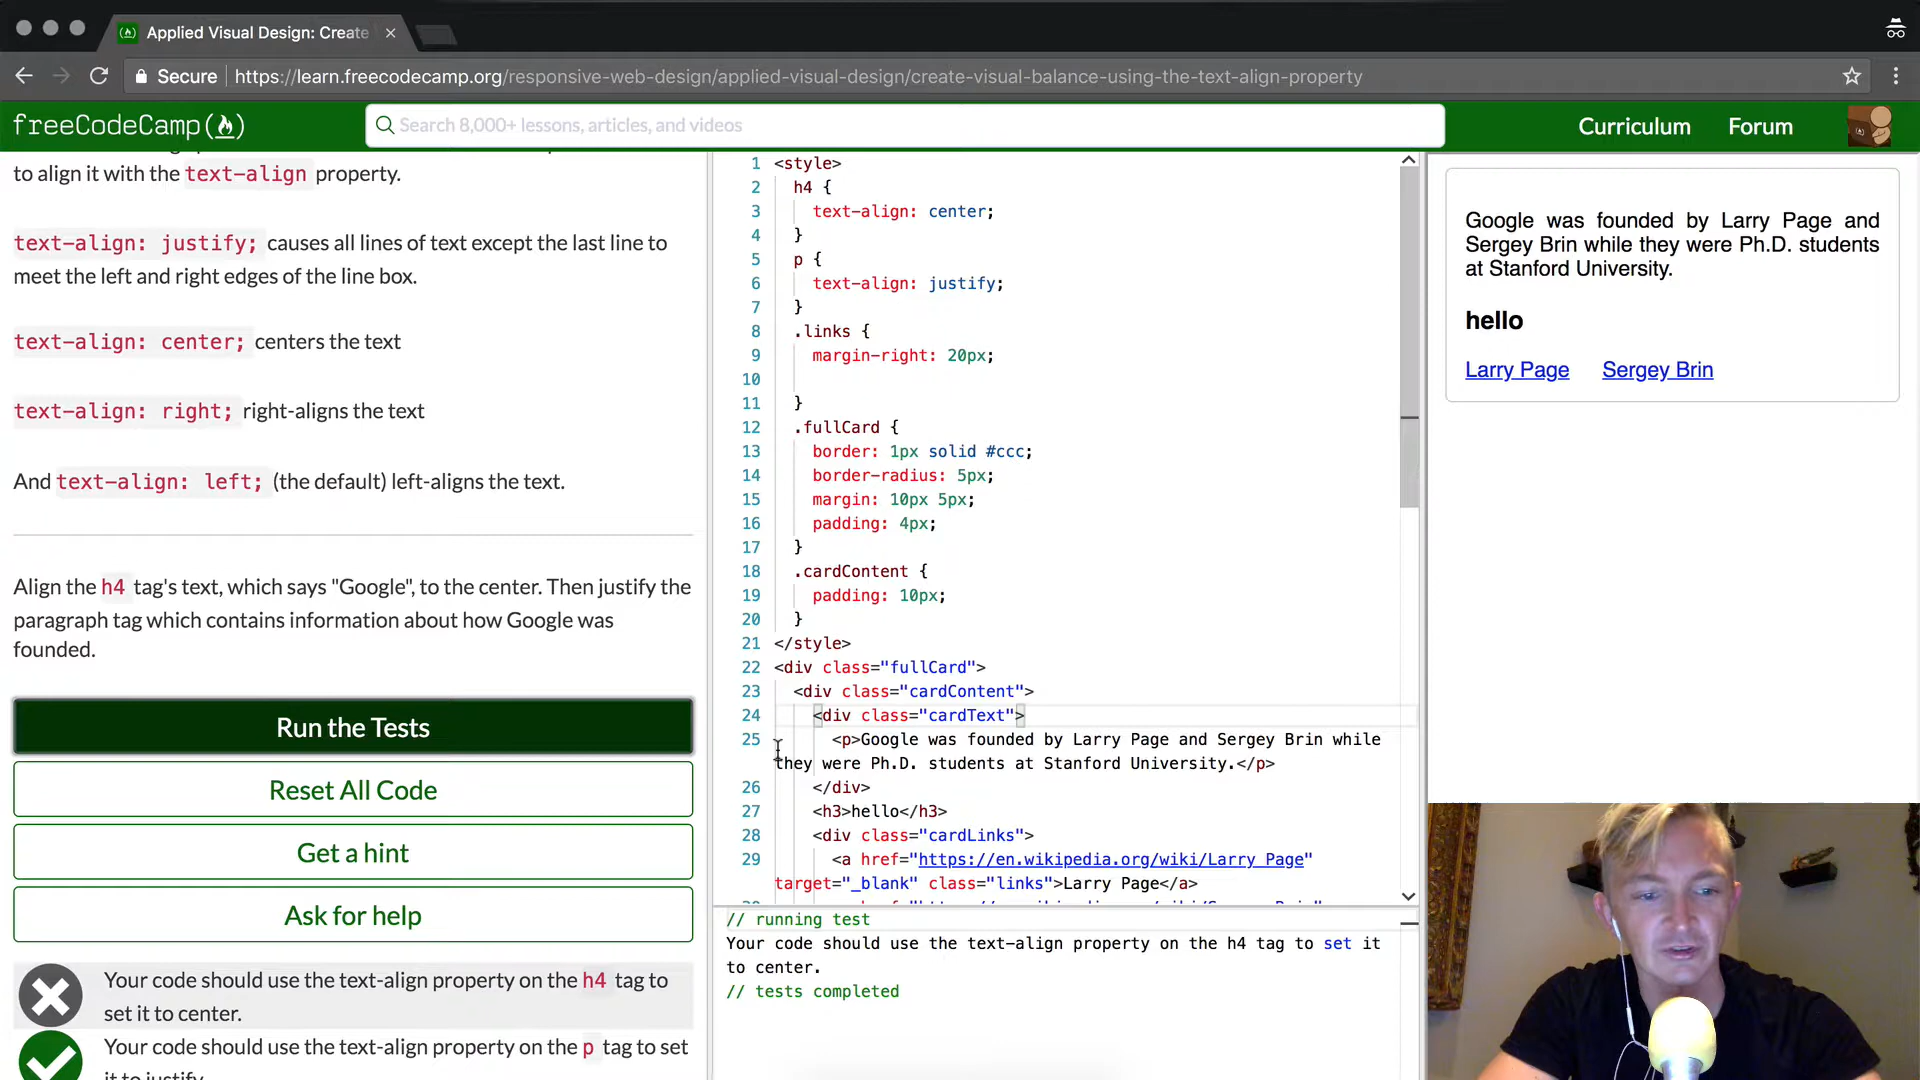 Applied Visual Design: Create
Secure https://learn.freecodecamp.org/responsive-web-design/applied-visual-design/create-visual-balance-using-the-text-align-property
freeCodeCamp
Search 8,000+ lessons, articles, and videos
Curriculum
Forum
to align it with the text-align property.
text-align: justify; causes all lines of text except the last line to
meet the left and right edges of the line box.
text-align: center; centers the text
text-align: right; right-aligns the text
And text-align: left; (the default) left-aligns the text.
Align the h4 tag's text, which says "Google", to the center. Then justify the
paragraph tag which contains information about how Google was
founded.
Run the Tests
Reset All Code
Get a hint
Ask for help
Your code should use the text-align property on the h4 tag to
set it to center.
Your code should use the text-align property on the p tag to set
it to justify
1 <style>
2 h4 {
3 text-align: center;
4 }
5 p {
6 text-align: justify;
7 }
8 .links {
9 margin-right: 20px;
10
11 }
12 .fullCard {
13 border: 1px solid #ccc;
14 border-radius: 5px;
15 margin: 10px 5px;
16 padding: 4px;
17 }
18 .cardContent {
19 padding: 10px;
20 }
21 </style>
22 <div class="fullCard">
23 <div class="cardContent">
24 <div class="cardText">
25 <p>Google was founded by Larry Page and Sergey Brin while
they were Ph.D. students at Stanford University.</p>
26 </div>
27 <h3>hello</h3>
28 <div class="cardLinks">
29 <a href="https://en.wikipedia.org/wiki/Larry_Page"
target="_blank" class="links">Larry Page</a>
// running test
Your code should use the text-align property on the h4 tag to set it
to center.
// tests completed
Google was founded by Larry Page and
Sergey Brin while they were Ph.D. students
at Stanford University.
hello
Larry Page Sergey Brin